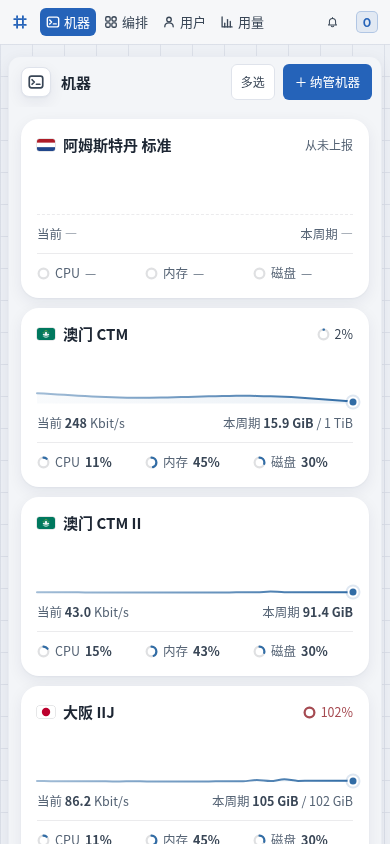 机器 编排 用户 用量 O
机器 多选 + 纳管机器
阿姆斯特丹 标准 从未上报
当前 — 本周期 —
CPU — 内存 — 磁盘 —
澳门 CTM 2%
当前 248 Kbit/s 本周期 15.9 GiB / 1 TiB
CPU 11% 内存 45% 磁盘 30%
澳门 CTM II
当前 43.0 Kbit/s 本周期 91.4 GiB
CPU 15% 内存 43% 磁盘 30%
大阪 IIJ 102%
当前 86.2 Kbit/s 本周期 105 GiB / 102 GiB
CPU 11% 内存 45% 磁盘 30%